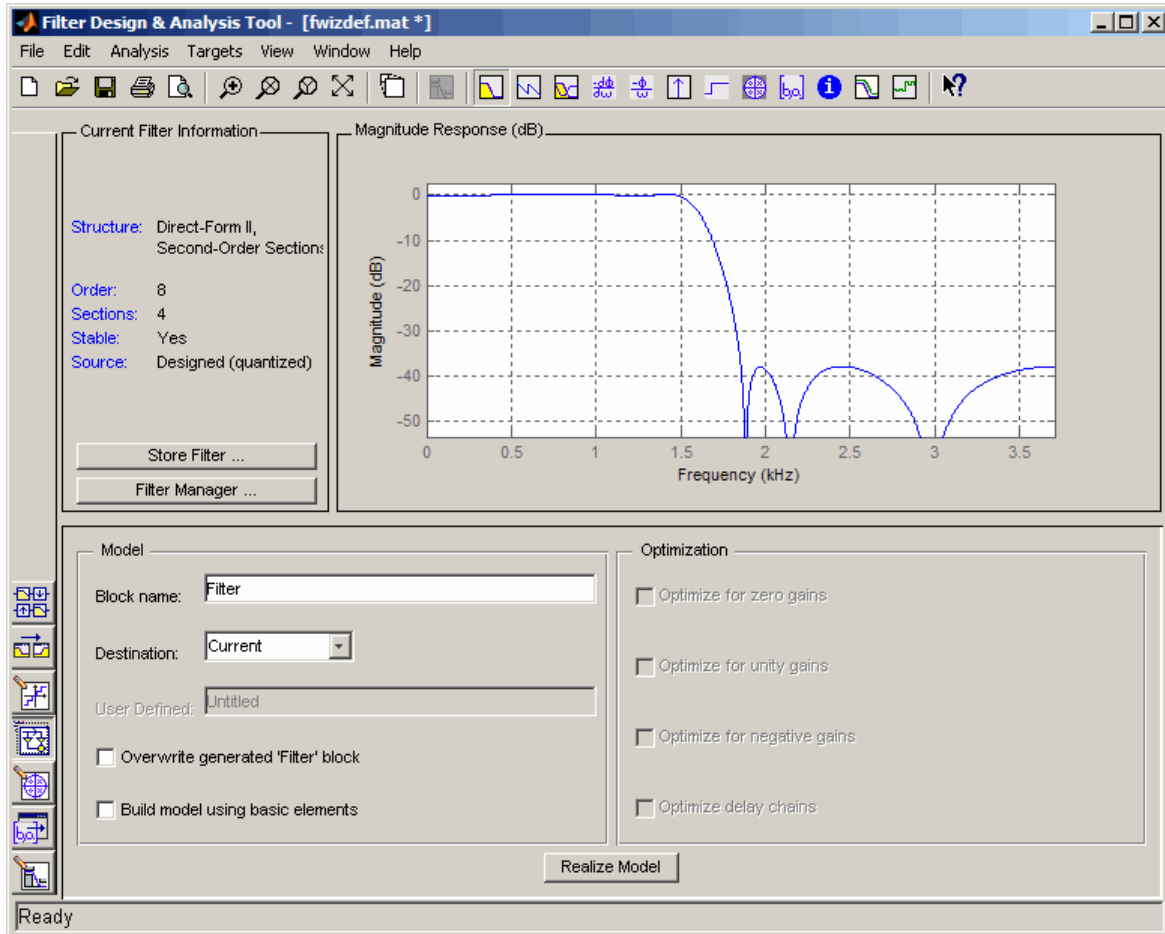 Filter Design & Analysis Tool - [fwizdef.mat *]
File Edit Analysis Targets View Window Help
Current Filter Information
Structure: Direct-Form II,
Second-Order Sections
Order: 8
Sections: 4
Stable: Yes
Source: Designed (quantized)
Store Filter ...
Filter Manager ...
Magnitude Response (dB)
Magnitude (dB)
0
-10
-20
-30
-40
-50
0 0.5 1 1.5 2 2.5 3 3.5
Frequency (kHz)
Model
Block name: Filter
Destination: Current
User Defined: Untitled
Overwrite generated 'Filter' block
Build model using basic elements
Optimization
Optimize for zero gains
Optimize for unity gains
Optimize for negative gains
Optimize delay chains
Realize Model
Ready